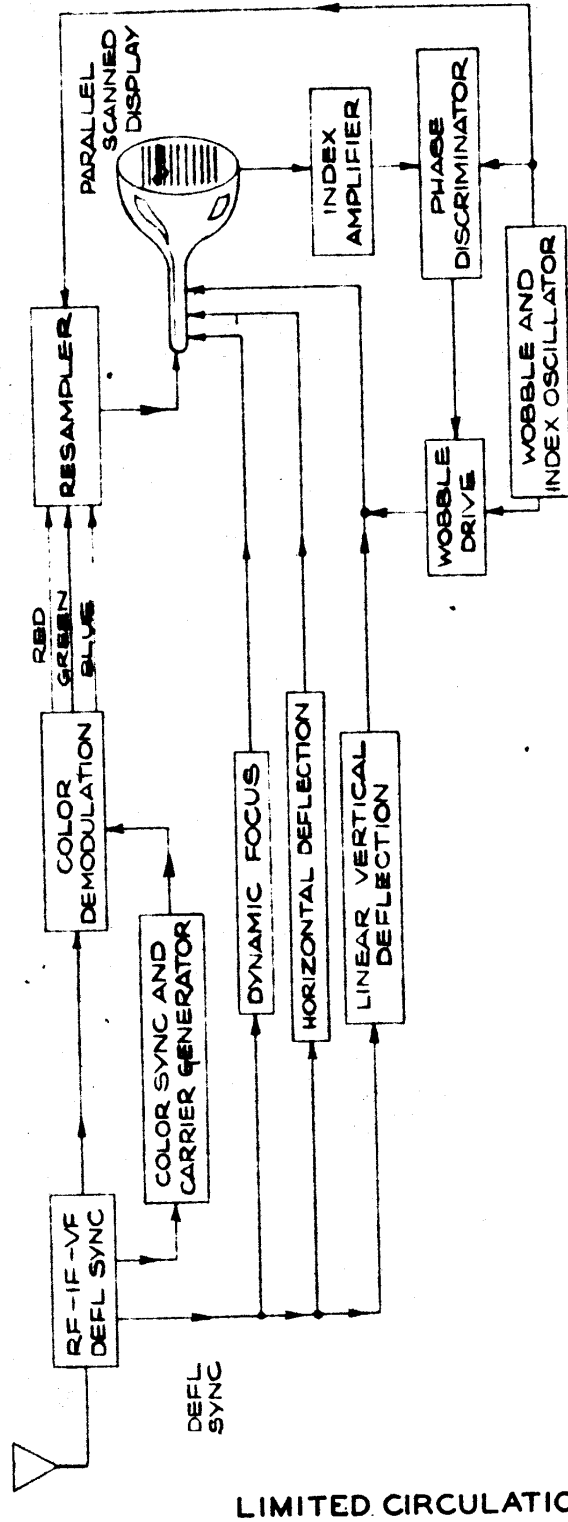 RF-IF-VF
DEFL SYNC
DEFL
SYNC
COLOR SYNC AND
CARRIER GENERATOR
COLOR
DEMODULATION
RED
GREEN
BLUE
RESAMPLER
PARALLEL
SCANNED
DISPLAY
DYNAMIC FOCUS
HORIZONTAL DEFLECTION
LINEAR VERTICAL
DEFLECTION
INDEX
AMPLIFIER
PHASE
DISCRIMINATOR
WOBBLE
DRIVE
WOBBLE AND
INDEX OSCILLATOR
LIMITED CIRCULATIO